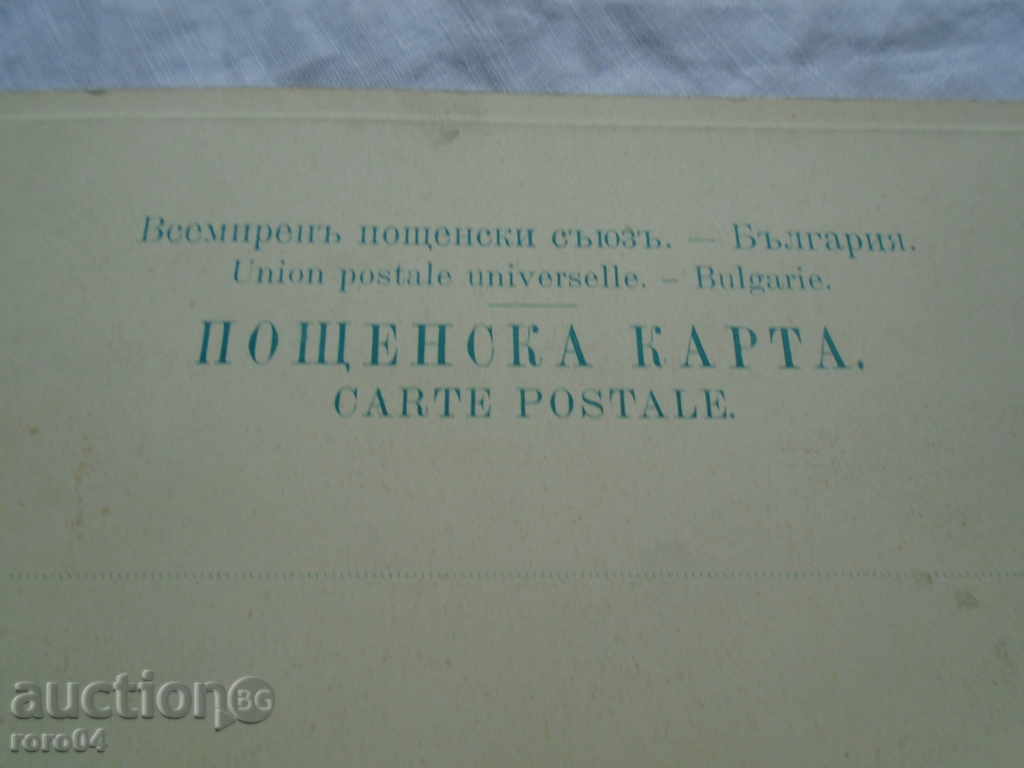 Всемиренъ пощенски съюзъ. – България.
Union postale universelle. – Bulgarie.
ПОЩЕНСКА КАРТА.
CARTE POSTALE.
auction BG
roro04